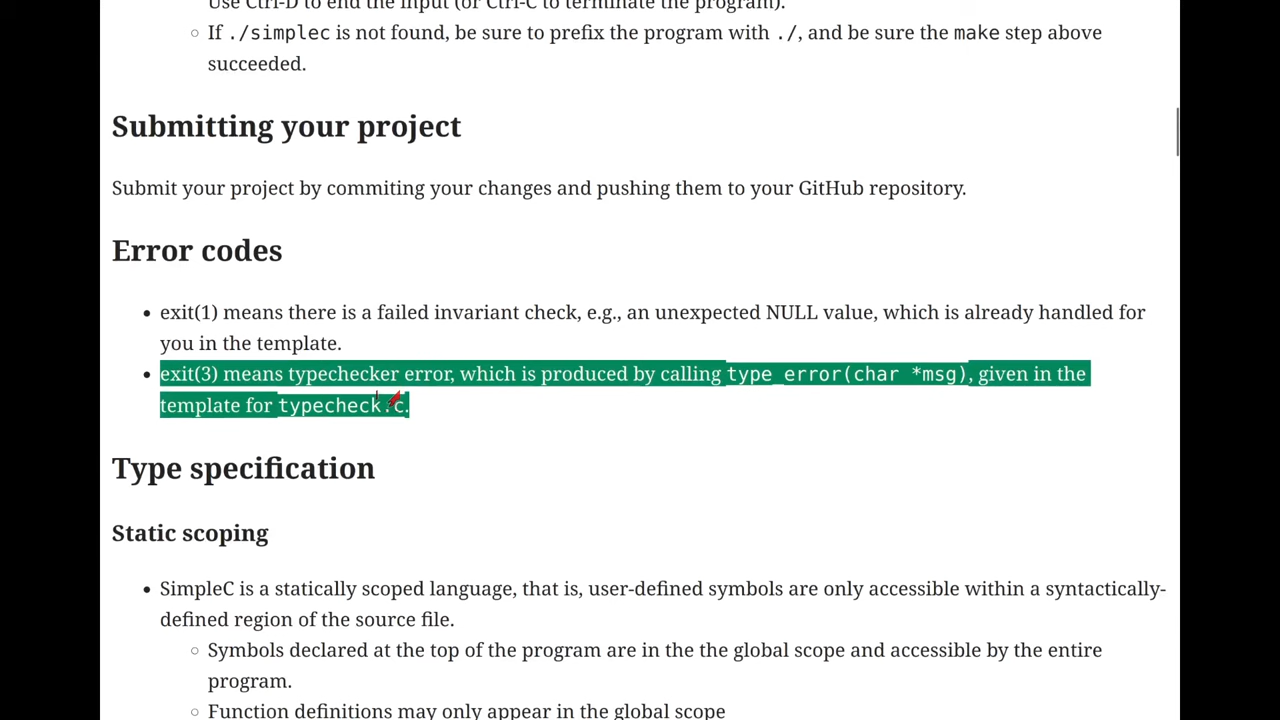 Use Ctrl-D to end the input (or Ctrl-C to terminate the program).
If ./simplec is not found, be sure to prefix the program with ./, and be sure the make step above
succeeded.
Submitting your project
Submit your project by commiting your changes and pushing them to your GitHub repository.
Error codes
exit(1) means there is a failed invariant check, e.g., an unexpected NULL value, which is already handled for
you in the template.
exit(3) means typechecker error, which is produced by calling type_error(char *msg), given in the
template for typecheck.c.
Type specification
Static scoping
SimpleC is a statically scoped language, that is, user-defined symbols are only accessible within a syntactically-
defined region of the source file.
Symbols declared at the top of the program are in the the global scope and accessible by the entire
program.
Function definitions may only appear in the global scope